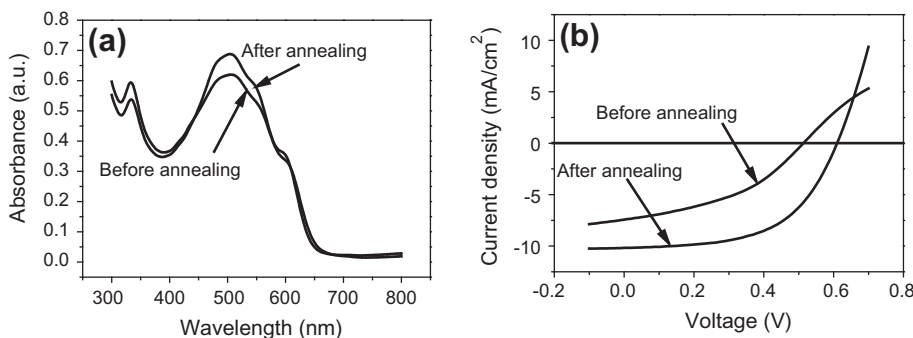 (a)
After annealing
Before annealing
Absorbance (a.u.)
0.8
0.7
0.6
0.5
0.4
0.3
0.2
0.1
0.0
300 400 500 600 700 800
Wavelength (nm)
(b)
Before annealing
After annealing
Current density (mA/cm²)
10
5
0
-5
-10
-0.2 0.0 0.2 0.4 0.6 0.8
Voltage (V)